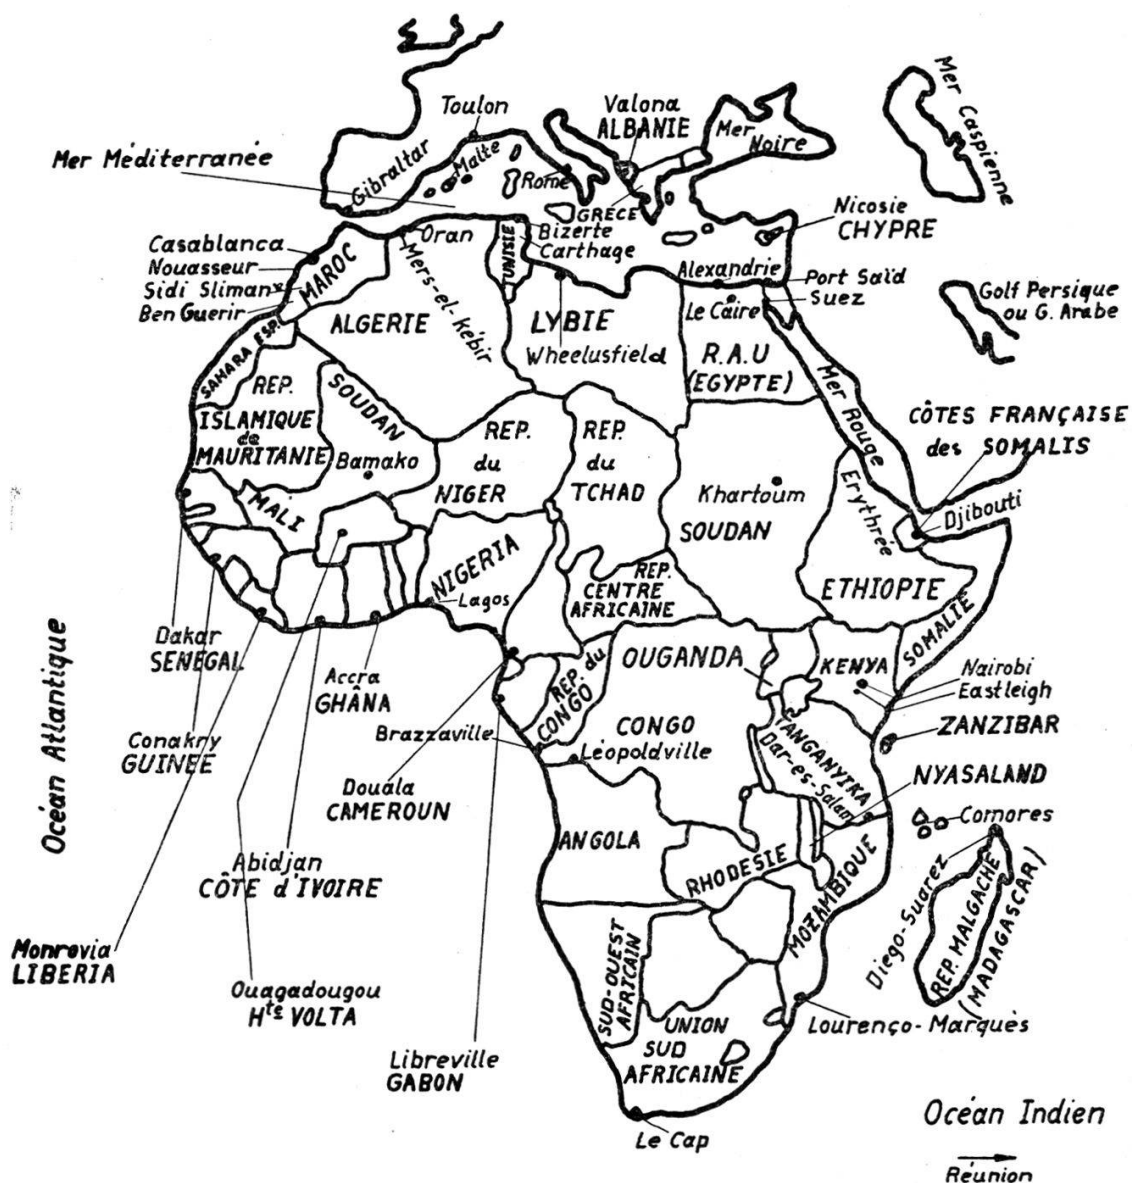 Toulon
Valona
ALBANIE
Mer
Noire
Mer Caspienne
Mer Méditerranée
Gibraltar
Malte
Rome
GRÈCE
Nicosie
CHYPRE
Casablanca
Nouasseur
Sidi Sliman
Ben Guerir
MAROC
Oran
Mers-el-Kébir
TUNISIE
Bizerte
Carthage
Alexandrie
Port Saïd
Suez
Le Caire
Golf Persique
ou G. Arabe
ALGERIE
LYBIE
Wheelusfield
R.A.U
(EGYPTE)
Mer Rouge
SAHARA ESP.
REP.
ISLAMIQUE
de
MAURITANIE
SOUDAN
Bamako
MALI
REP.
du
NIGER
REP.
du
TCHAD
Khartoum
SOUDAN
Erythrée
CÔTES FRANÇAISE
des SOMALIS
Djibouti
ETHIOPIE
SOMALIE
NIGERIA
Lagos
REP.
CENTRE
AFRICAINE
Dakar
SENEGAL
Accra
GHÂNA
Conakry
GUINEE
Brazzaville
REP. du
CONGO
OUGANDA
KENYA
Nairobi
Eastleigh
ZANZIBAR
CONGO
Léopoldville
TANGANYIKA
Dar-es-Salam
NYASALAND
Douala
CAMEROUN
Océan Atlantique
Abidjan
CÔTE d'IVOIRE
ANGOLA
RHODESIE
MOZAMBIQUE
Comores
Diego-Suarez
REP. MALGACHE
(MADAGASCAR)
Monrovia
LIBERIA
Ouagadougou
Hte VOLTA
SUD-OUEST
AFRICAIN
Lourenço-Marquès
UNION
SUD
AFRICAINE
Libreville
GABON
Le Cap
Océan Indien
Réunion